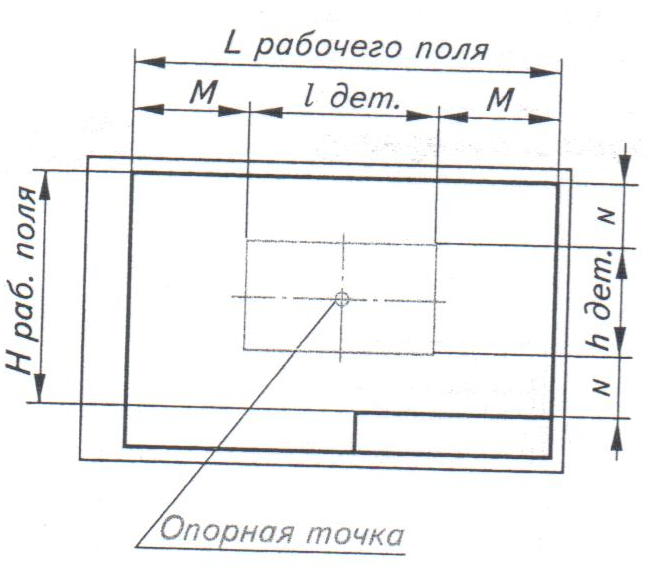 L рабочего поля
M l дет. M
H раб. поля
N
h дет.
N
Опорная точка